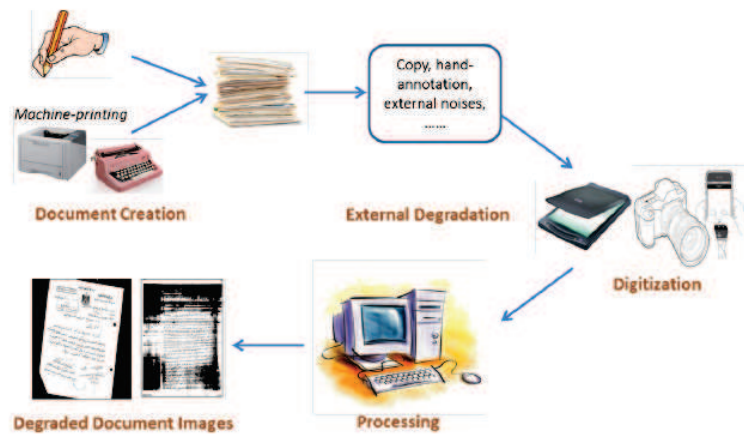 Machine-printing
Copy, hand-
annotation,
external noises,
......
Document Creation
External Degradation
Digitization
Degraded Document Images
Processing